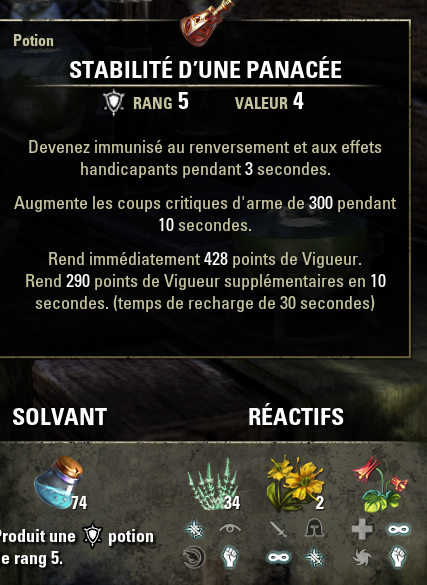 Potion
STABILITÉ D'UNE PANACÉE
RANG 5 VALEUR 4
Devenez immunisé au renversement et aux effets
handicapants pendant 3 secondes.
Augmente les coups critiques d'arme de 300 pendant
10 secondes.
Rend immédiatement 428 points de Vigueur.
Rend 290 points de Vigueur supplémentaires en 10
secondes. (temps de recharge de 30 secondes)
SOLVANT RÉACTIFS
74 34 2
Produit une potion
de rang 5.